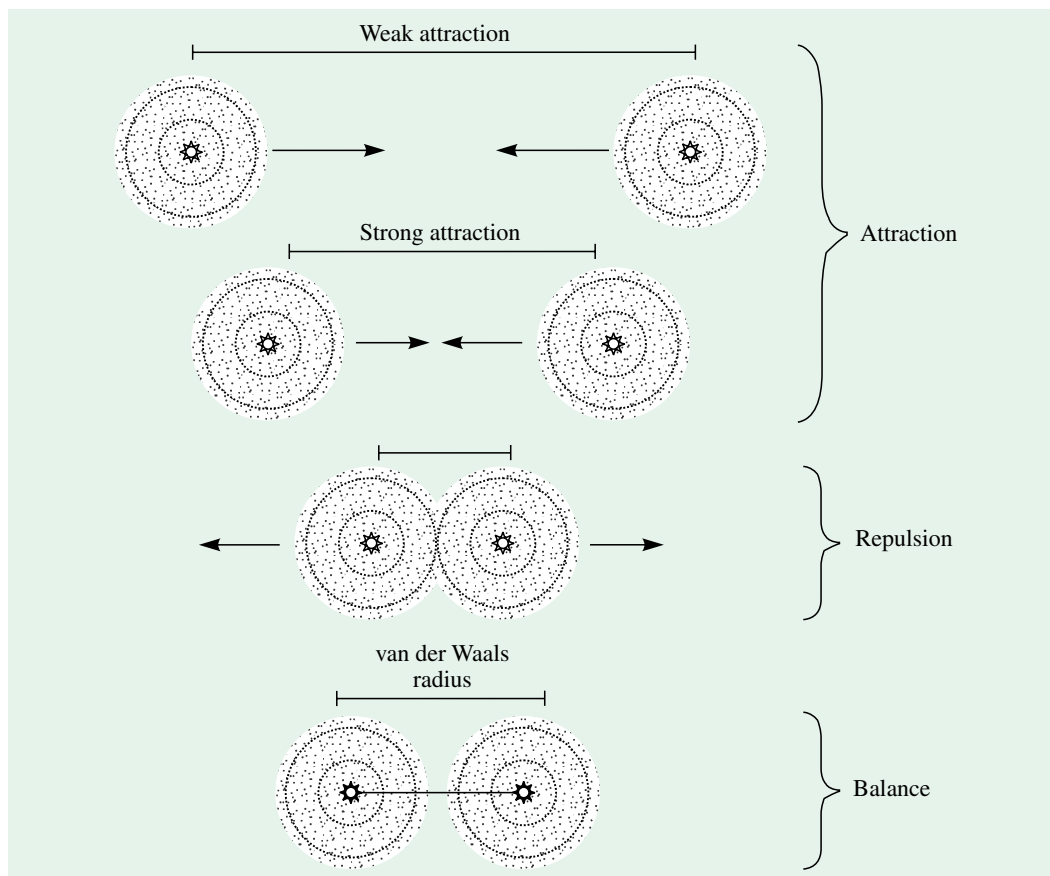 Weak attraction
Strong attraction
Attraction
Repulsion
van der Waals
radius
Balance